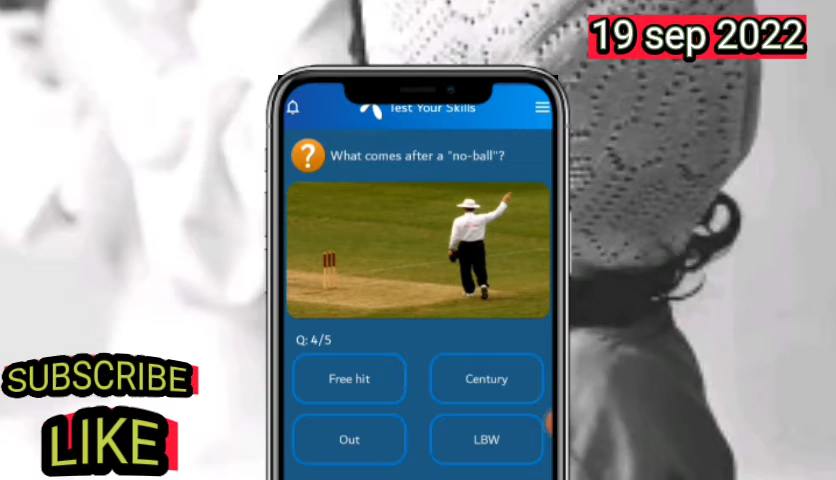 19 sep 2022
Test Your Skills
? What comes after a "no-ball"?
Q: 4/5
Free hit
Century
Out
LBW
SUBSCRIBE
LIKE